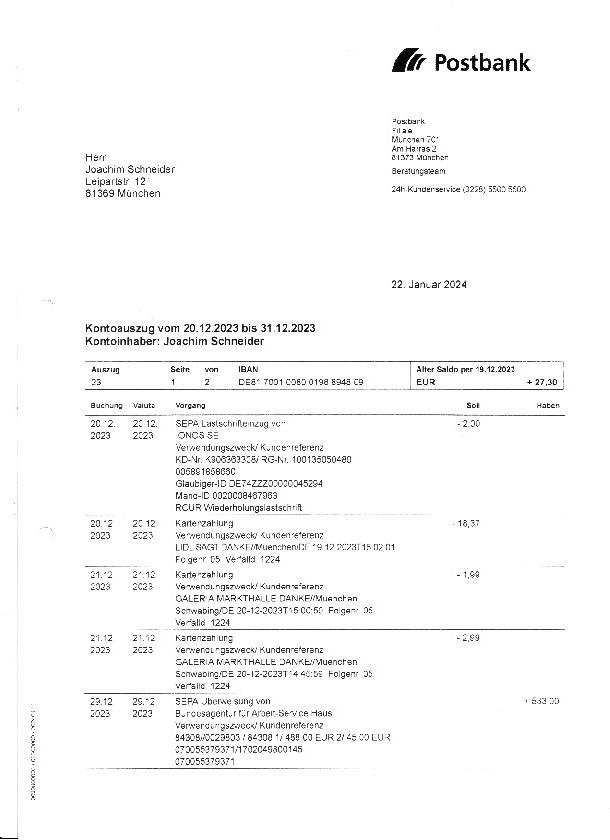 Postbank
Postbank
Filiale
München 701
Am Harras 2
81373 München
Beratungsteam
24h Kundenservice (0228) 5500 5500
Herr
Joachim Schneider
Leipartstr. 12
81369 München
22. Januar 2024
Kontoauszug vom 20.12.2023 bis 31.12.2023
Kontoinhaber: Joachim Schneider
Auszug Seite von IBAN Alter Saldo per 19.12.2023
23 1 2 DE81 7001 0080 0198 8948 09 EUR + 27,30
Buchung Valuta Vorgang Soll Haben
20.12. 20.12. SEPA Lastschrifteinzug von - 2,00
2023 2023 IONOS SE
Verwendungszweck/ Kundenreferenz
KD-Nr. K906363308/ RG-Nr. 100135050480
005891868660
Glaubiger-ID DE74ZZZ00000045294
Mand-ID 0020008467963
RCUR Wiederholungslastschrift
20.12. 20.12. Kartenzahlung - 18,37
2023 2023 Verwendungszweck/ Kundenreferenz
LIDL SAGT DANKE//Muenchen/DE 19.12.2023T15:02:01
Folgenr. 05 Verfalld. 1224
21.12. 21.12. Kartenzahlung - 1,99
2023 2023 Verwendungszweck/ Kundenreferenz
GALERIA MARKTHALLE DANKE//Muenchen
Schwabing/DE 20-12-2023T15:00:50 Folgenr. 05
Verfalld. 1224
21.12. 21.12. Kartenzahlung - 2,99
2023 2023 Verwendungszweck/ Kundenreferenz
GALERIA MARKTHALLE DANKE//Muenchen
Schwabing/DE 20-12-2023T14:45:59 Folgenr. 05
Verfalld. 1224
29.12. 29.12. SEPA Überweisung von + 533,00
2023 2023 Bundesagentur für Arbeit-Service-Haus
Verwendungszweck/ Kundenreferenz
84308//0029803 / 84308 1/ 488,00 EUR 2/ 45,00 EUR
070055379371/1702049800145
070055379371